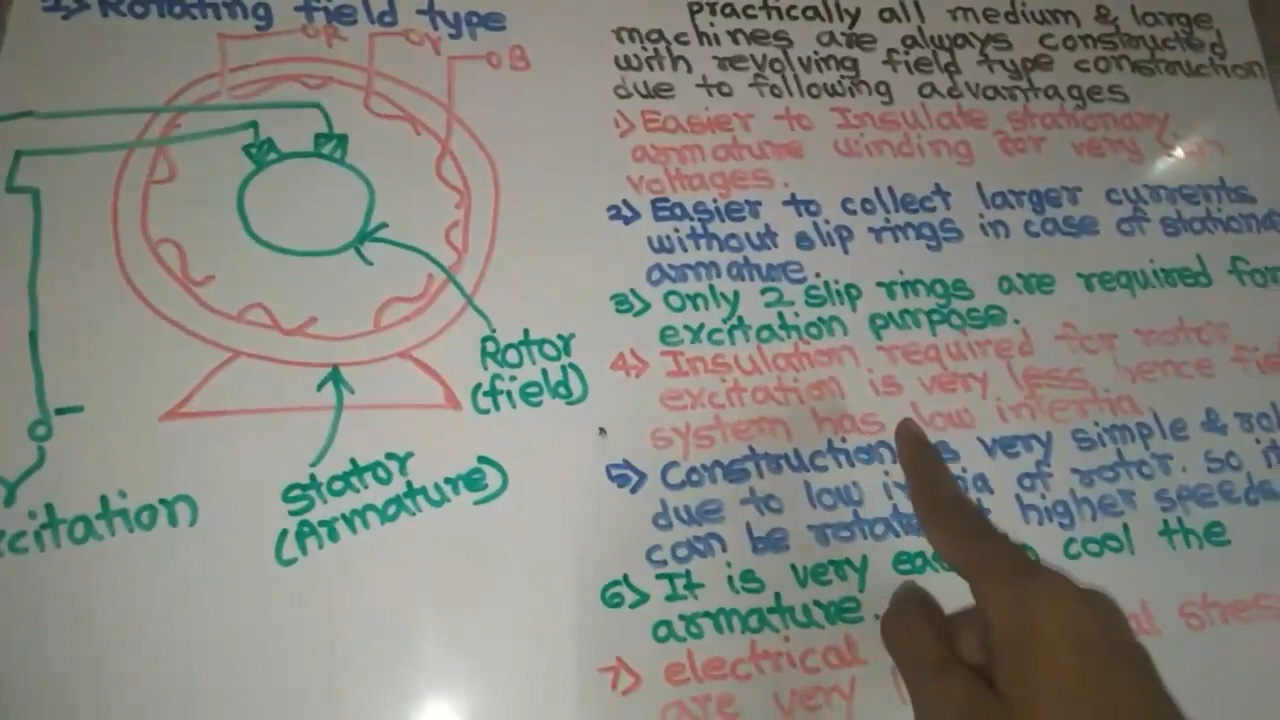 Rotating field type
R
Y
B
Rotor
(field)
Stator
(Armature)
citation
practically all medium & large
machines are always constructed
with revolving field type construction
due to following advantages
1) Easier to Insulate stationary
armature winding for very
voltages.
2) Easier to collect larger currents
without slip rings in case of stationa
armature.
3) only 2 slip rings are required for
excitation purpose.
4) Insulation required for rotor
excitation is very less hence fie
system has low intertia
5) Construction is very simple &
due to low of rotor. so it
can be higher speeds
6) It is very cool the
armature.
7) electrical stres
are very